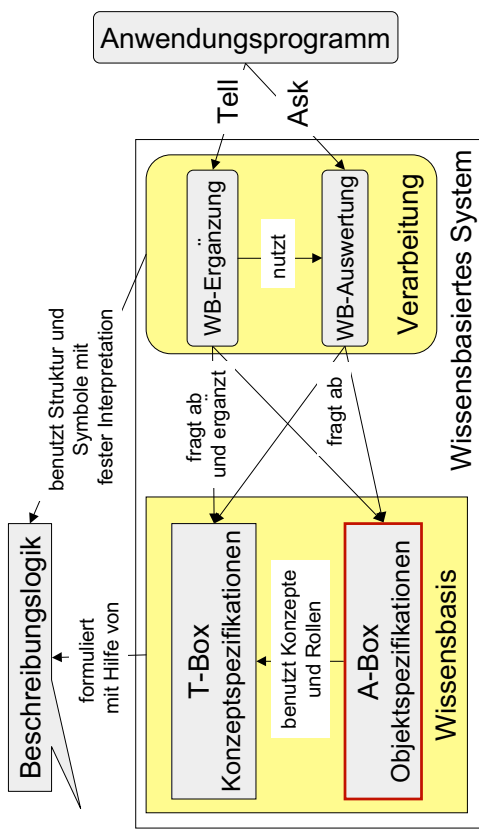 Beschreibungslogik
formuliert
mit Hilfe von
benutzt Struktur und
Symbole mit
fester Interpretation
T-Box
Konzeptspezifikationen
benutzt Konzepte
und Rollen
A-Box
Objektspezifikationen
Wissensbasis
fragt ab
und ergänzt
fragt ab
WB-Ergänzung
nutzt
WB-Auswertung
Verarbeitung
Wissensbasiertes System
Tell
Ask
Anwendungsprogramm